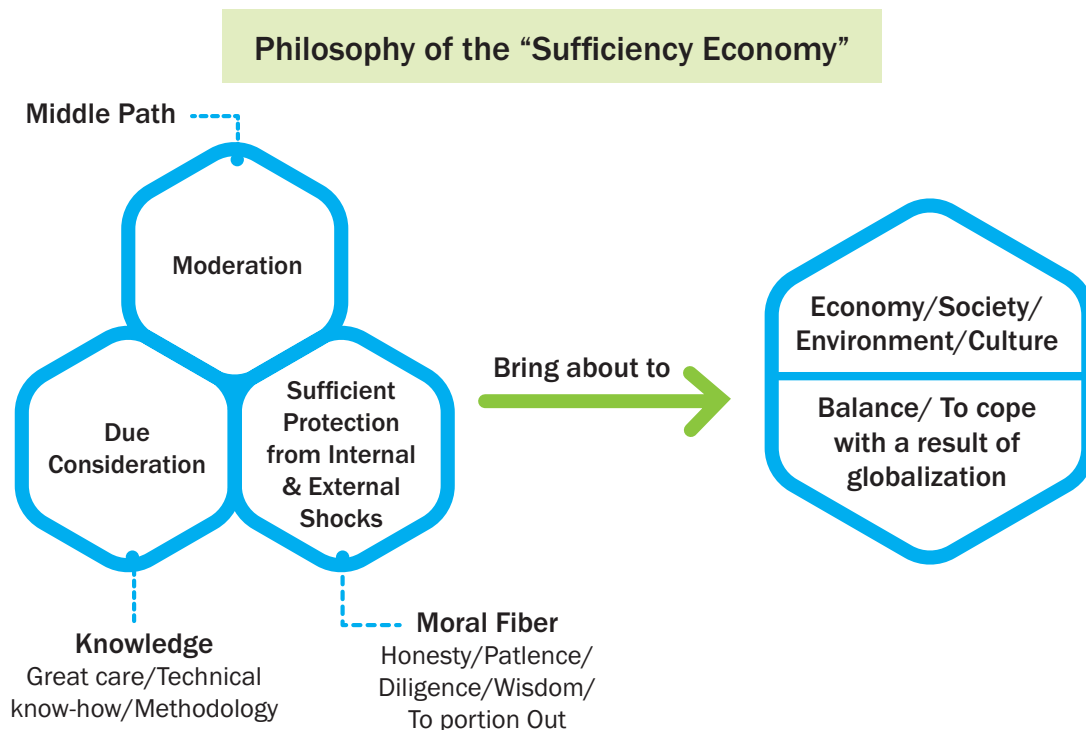 Philosophy of the “Sufficiency Economy”
Middle Path
Moderation
Due
Consideration
Sufficient
Protection
from Internal
& External
Shocks
Knowledge
Great care/Technical
know-how/Methodology
Moral Fiber
Honesty/Patlence/
Diligence/Wisdom/
To portion Out
Bring about to
Economy/Society/
Environment/Culture
Balance/ To cope
with a result of
globalization